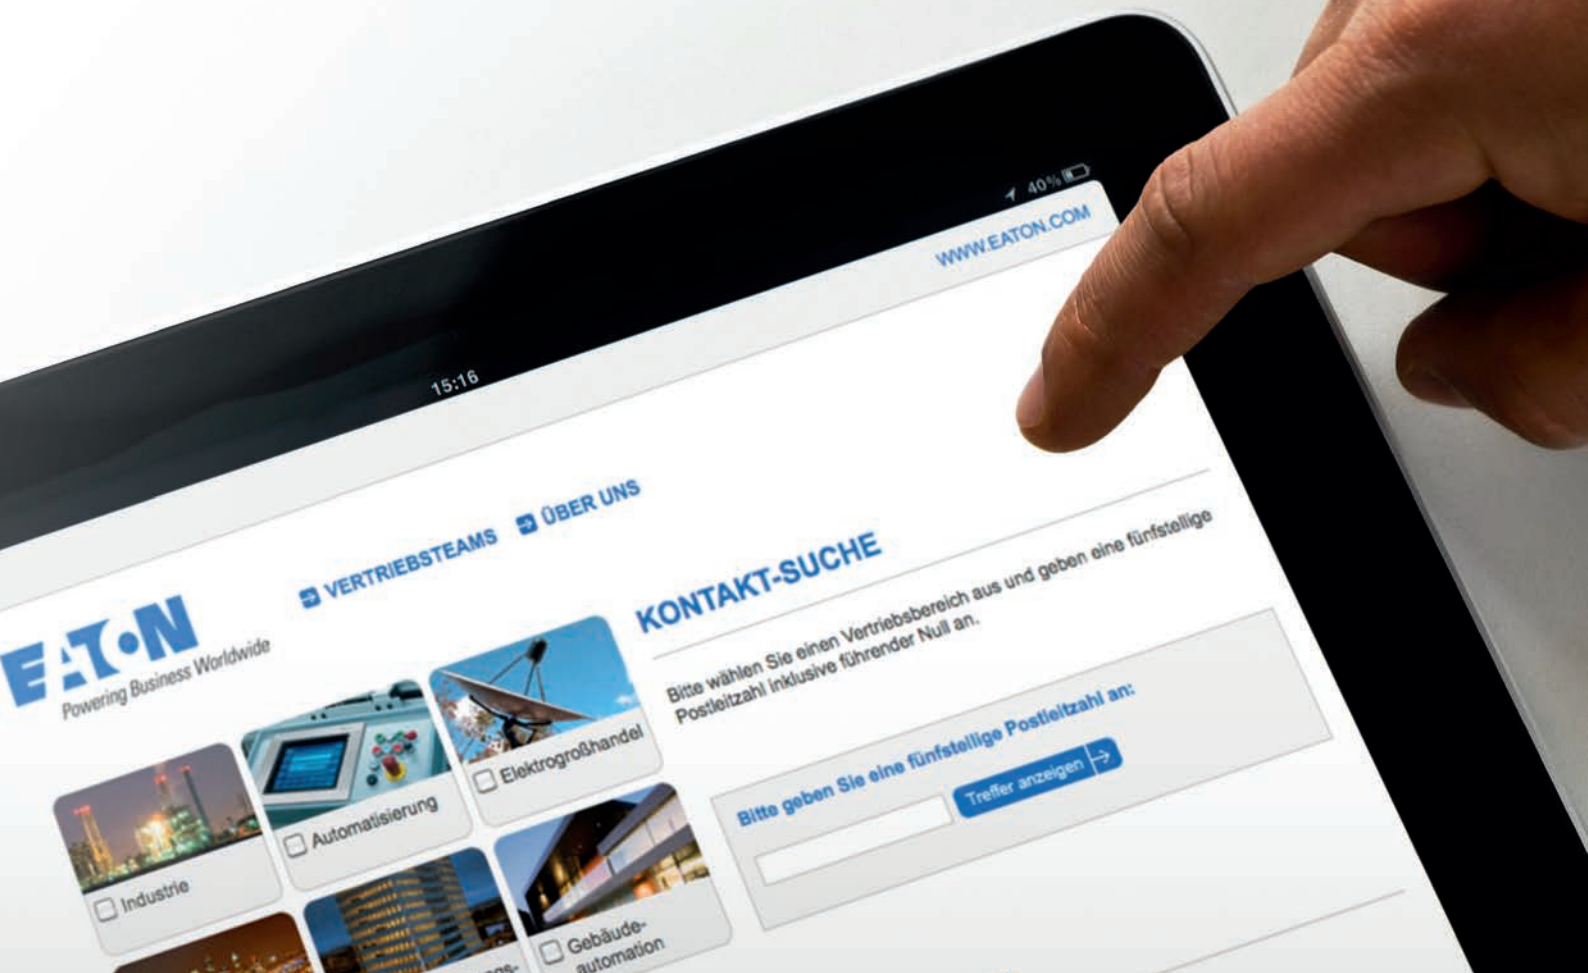 15:16
40%
WWW.EATON.COM
VERTRIEBSTEAMS
ÜBER UNS
EATON
Powering Business Worldwide
Industrie
Automatisierung
Elektrogroßhandel
Gebäude-
automation
KONTAKT-SUCHE
Bitte wählen Sie einen Vertriebsbereich aus und geben eine fünfstellige
Postleitzahl inklusive führender Null an.
Bitte geben Sie eine fünfstellige Postleitzahl an:
Treffer anzeigen